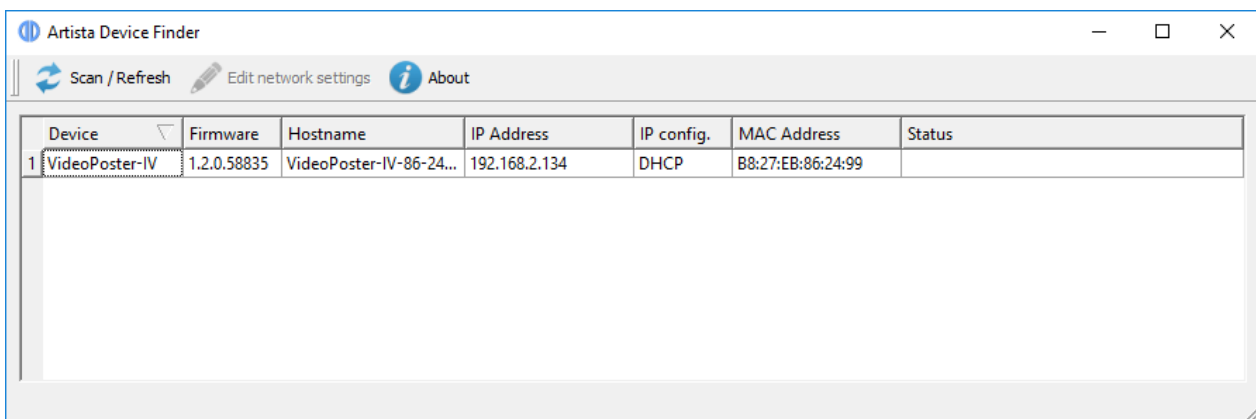 Artista Device Finder
Scan / Refresh Edit network settings About
Device Firmware Hostname IP Address IP config. MAC Address Status
1 VideoPoster-IV 1.2.0.58835 VideoPoster-IV-86-24... 192.168.2.134 DHCP B8:27:EB:86:24:99